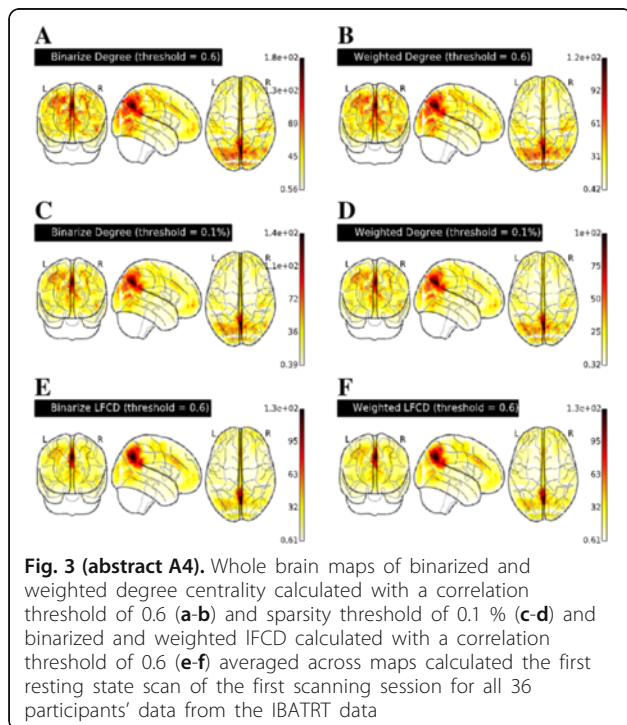 A
B
Binarize Degree (threshold = 0.6)
Weighted Degree (threshold = 0.6)
1.8e+02
1.3e+02
89
45
0.56
L R
1.2e+02
92
61
31
0.42
L R
C
D
Binarize Degree (threshold = 0.1%)
Weighted Degree (threshold = 0.1%)
1.4e+02
1.1e+02
72
36
0.39
L R
1e+02
75
50
25
0.32
L R
E
F
Binarize LFCD (threshold = 0.6)
Weighted LFCD (threshold = 0.6)
1.3e+02
95
63
32
0.61
L R
1.3e+02
95
63
32
0.61
L R
Fig. 3 (abstract A4). Whole brain maps of binarized and
weighted degree centrality calculated with a correlation
threshold of 0.6 (a-b) and sparsity threshold of 0.1 % (c-d) and
binarized and weighted lFCD calculated with a correlation
threshold of 0.6 (e-f) averaged across maps calculated the first
resting state scan of the first scanning session for all 36
participants’ data from the IBATRT data